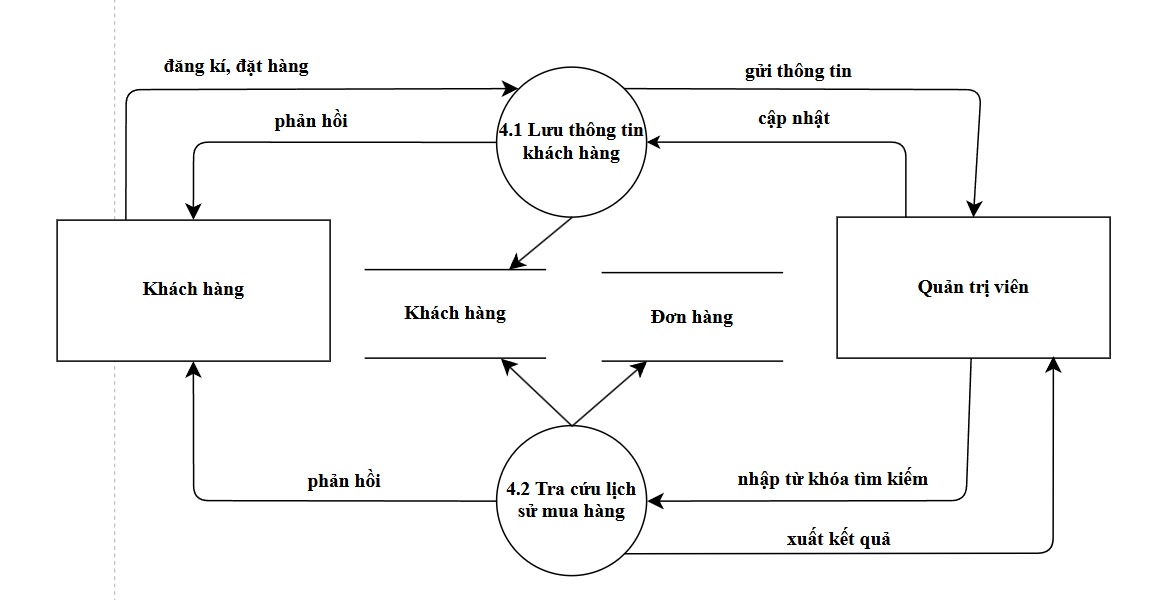 đăng kí, đặt hàng
gửi thông tin
phản hồi
cập nhật
4.1 Lưu thông tin
khách hàng
Khách hàng
Khách hàng
Đơn hàng
Quản trị viên
phản hồi
4.2 Tra cứu lịch
sử mua hàng
nhập từ khóa tìm kiếm
xuất kết quả